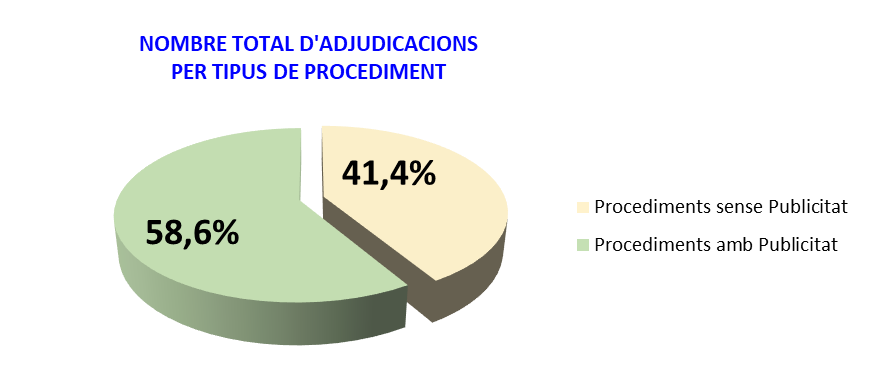 NOMBRE TOTAL D'ADJUDICACIONS
PER TIPUS DE PROCEDIMENT
41,4%
58,6%
Procediments sense Publicitat
Procediments amb Publicitat